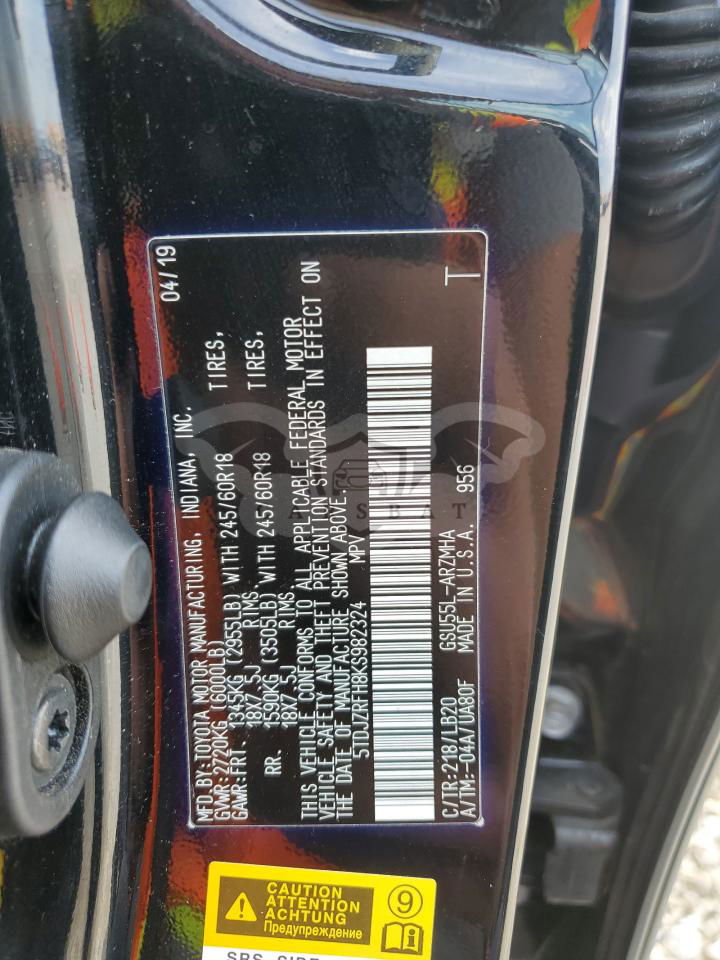 MFD.BY:TOYOTA MOTOR MANUFACTURING, INDIANA, INC. 04/19
GVWR:2720KG (6000LB)
GAWR:FRT. 1345KG (2955LB) WITH 245/60R18 TIRES,
18X7.5J RIMS.
RR. 1590KG (3505LB) WITH 245/60R18 TIRES,
18X7.5J RIMS.
THIS VEHICLE CONFORMS TO ALL APPLICABLE FEDERAL MOTOR
VEHICLE SAFETY AND THEFT PREVENTION STANDARDS IN EFFECT ON
THE DATE OF MANUFACTURE SHOWN ABOVE.
5TDJZRFH8KS982324 MPV
C/TR:218/LB20 GSU55L-ARZMHA T
A/TM:-04A/UA80F MADE IN U.S.A. 956
CAUTION
ATTENTION
ACHTUNG
Предупреждение
9